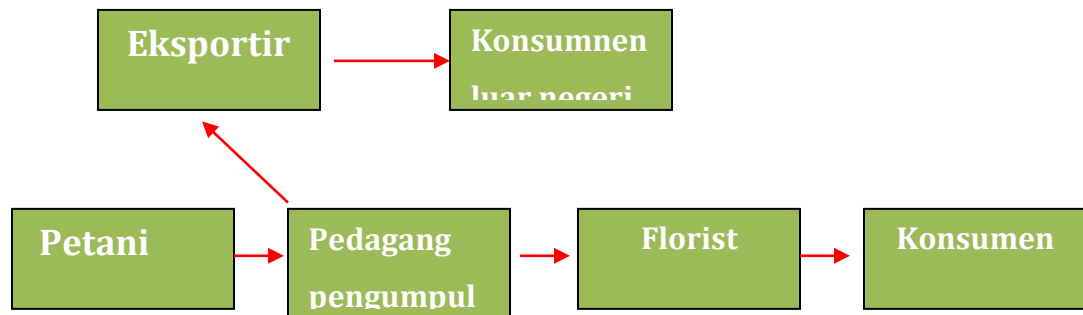 Eksportir
Konsumnen
luar negeri
Petani
Pedagang
pengumpul
Florist
Konsumen